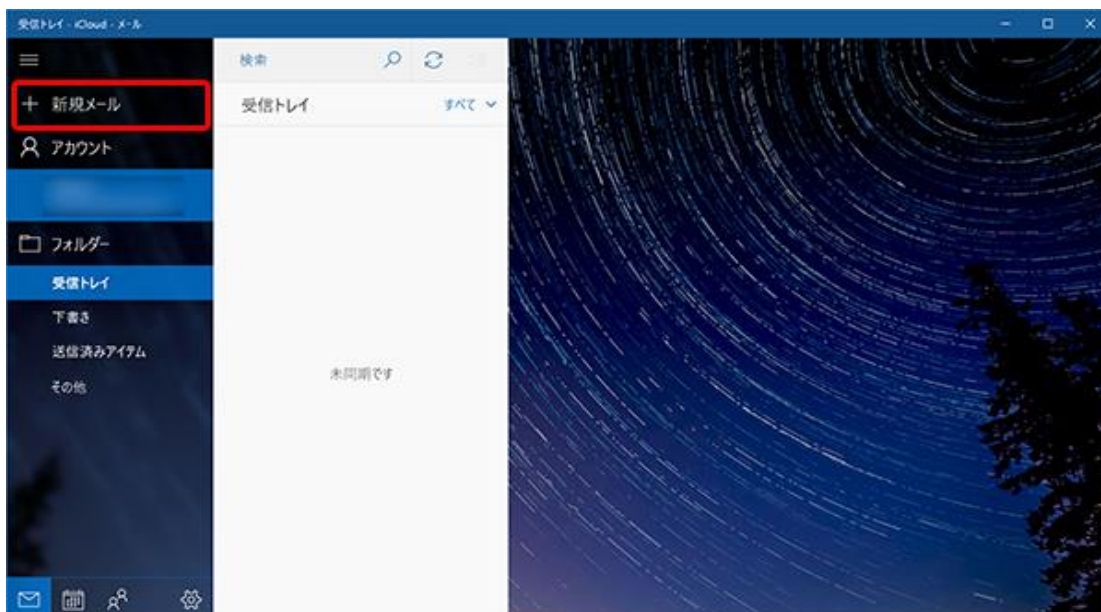 受信トレイ - iCloud - メール
検索
新規メール
受信トレイ すべて
アカウント
フォルダー
受信トレイ
下書き
送信済みアイテム
その他
未同期です